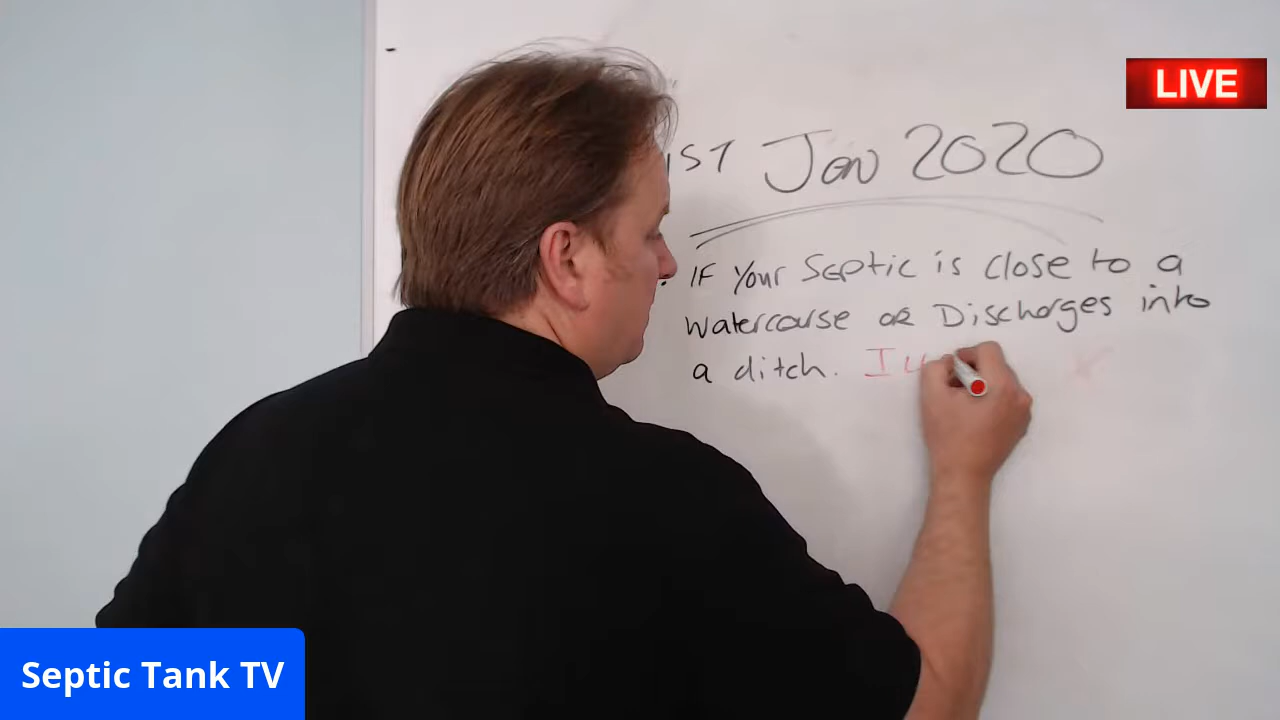 LIVE
1ST Jan 2020
IF Your Septic is close to a
Watercourse OR Discharges into
a ditch.
Septic Tank TV